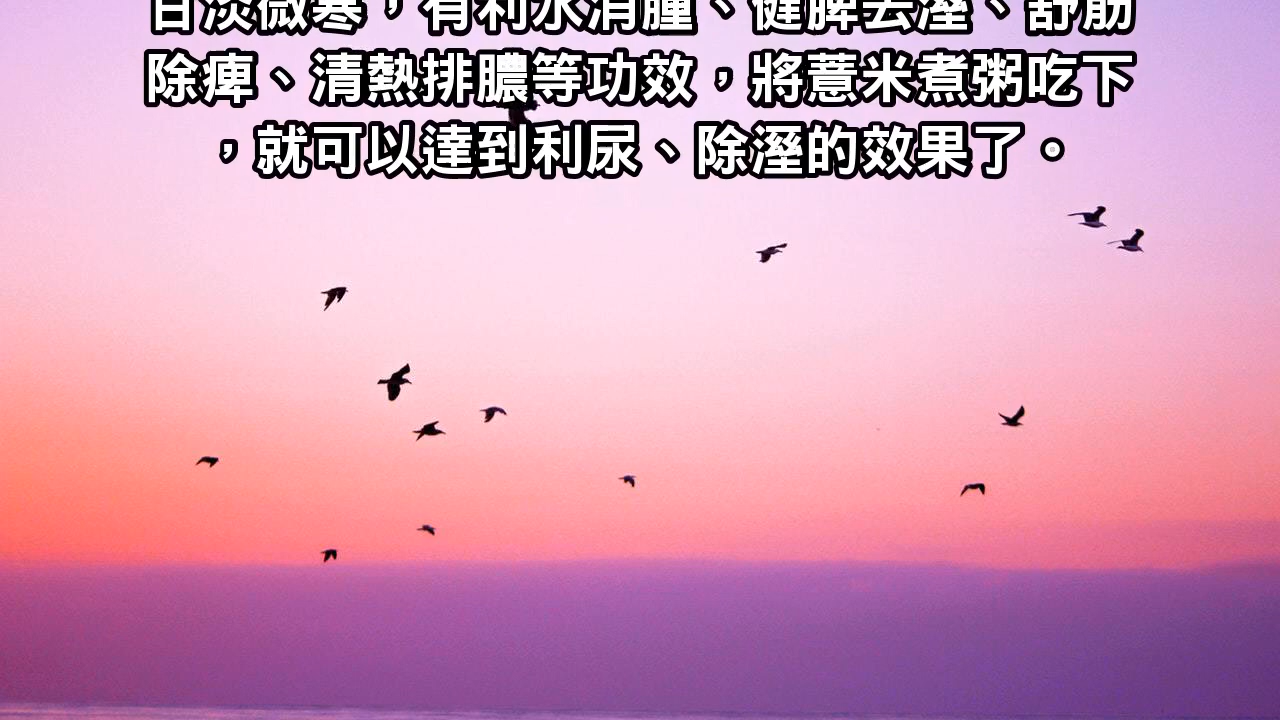 甘淡微寒，有利水消腫、健脾去溼、舒筋
除痺、清熱排膿等功效，將薏米煮粥吃下
，就可以達到利尿、除溼的效果了。